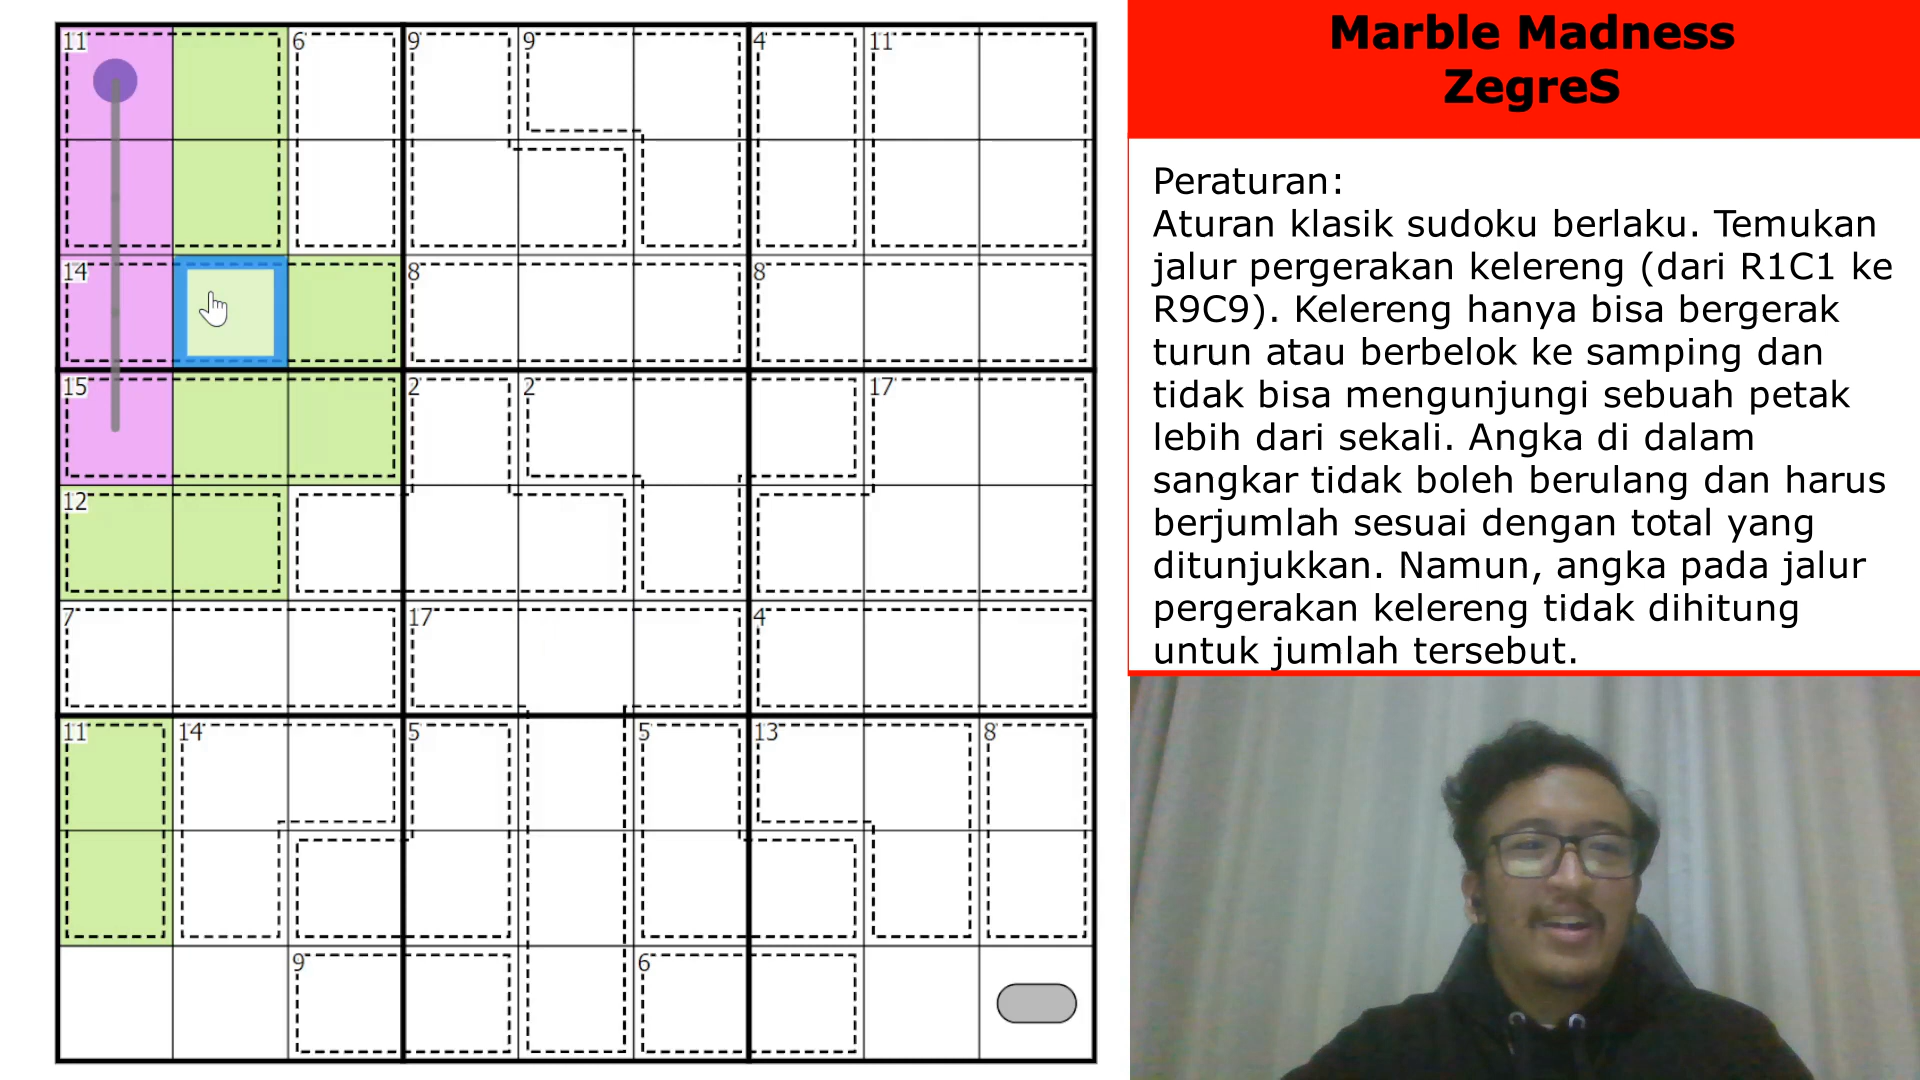 Marble Madness
ZegreS
Peraturan:
Aturan klasik sudoku berlaku. Temukan
jalur pergerakan kelereng (dari R1C1 ke
R9C9). Kelereng hanya bisa bergerak
turun atau berbelok ke samping dan
tidak bisa mengunjungi sebuah petak
lebih dari sekali. Angka di dalam
sangkar tidak boleh berulang dan harus
berjumlah sesuai dengan total yang
ditunjukkan. Namun, angka pada jalur
pergerakan kelereng tidak dihitung
untuk jumlah tersebut.
11 6 9 9 4 11
14 8 8
15 2 2 17
12
7 17 4
11 14 5 5 13 8
9 6